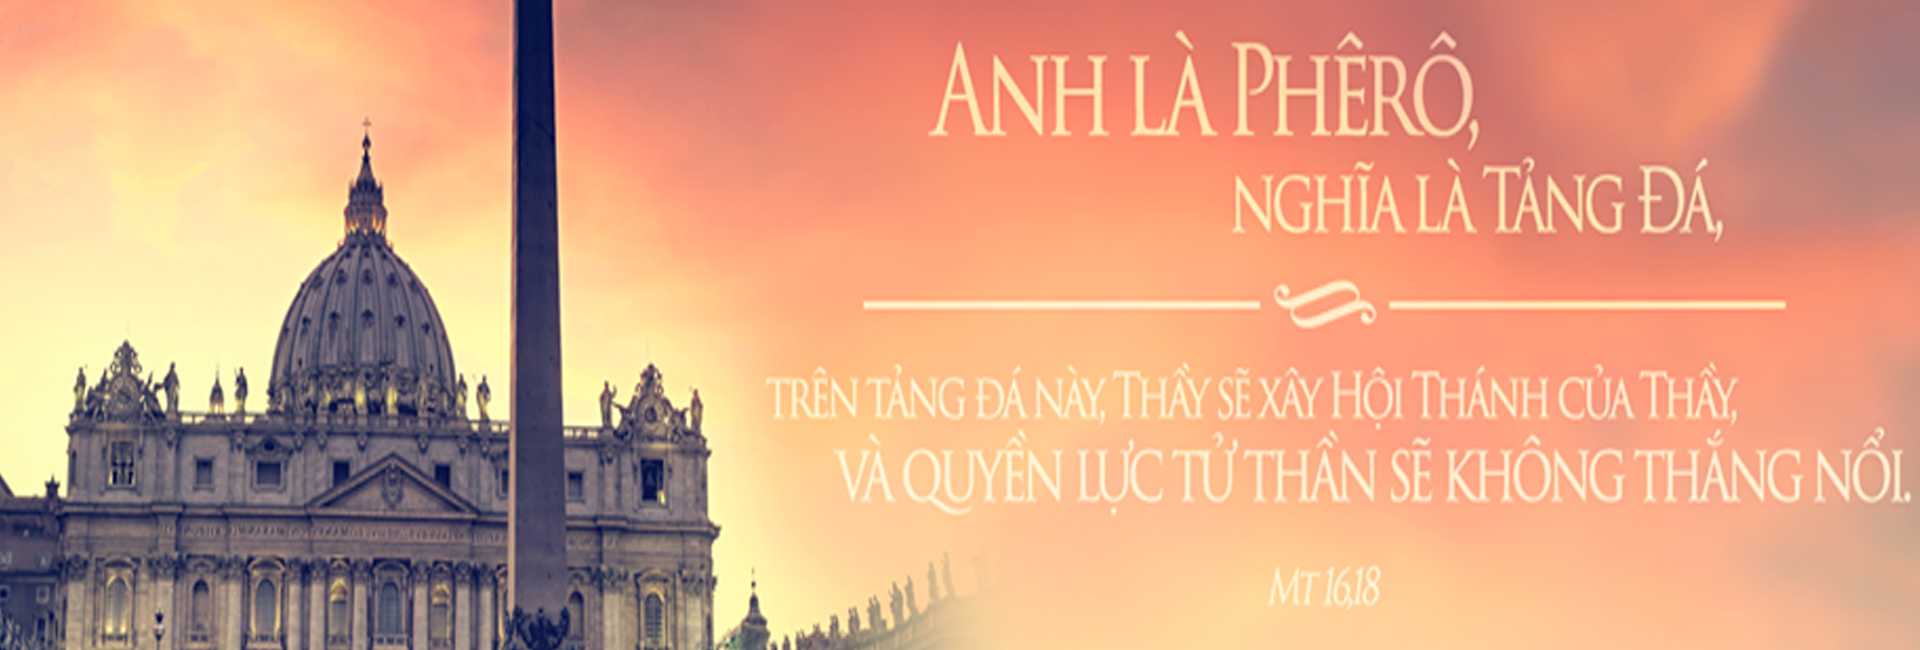 ANH LÀ PHÊRÔ,
NGHĨA LÀ TẢNG ĐÁ,
TRÊN TẢNG ĐÁ NÀY, THẦY SẼ XÂY HỘI THÁNH CỦA THẦY,
VÀ QUYỀN LỰC TỬ THẦN SẼ KHÔNG THẮNG NỔI.
MT 16,18